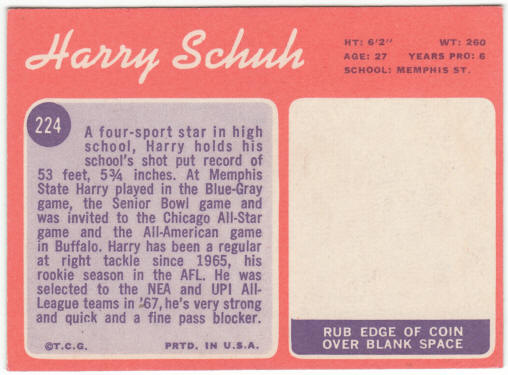 Harry Schuh
HT: 6'2" WT: 260
AGE: 27 YEARS PRO: 6
SCHOOL: MEMPHIS ST.
224
A four-sport star in high
school, Harry holds his
school's shot put record of
53 feet, 5¾ inches. At Memphis
State Harry played in the Blue-Gray
game, the Senior Bowl game and
was invited to the Chicago All-Star
game and the All-American game
in Buffalo. Harry has been a regular
at right tackle since 1965, his
rookie season in the AFL. He was
selected to the NEA and UPI All-
League teams in '67, he's very strong
and quick and a fine pass blocker.
©T.C.G. PRTD. IN U.S.A.
RUB EDGE OF COIN
OVER BLANK SPACE